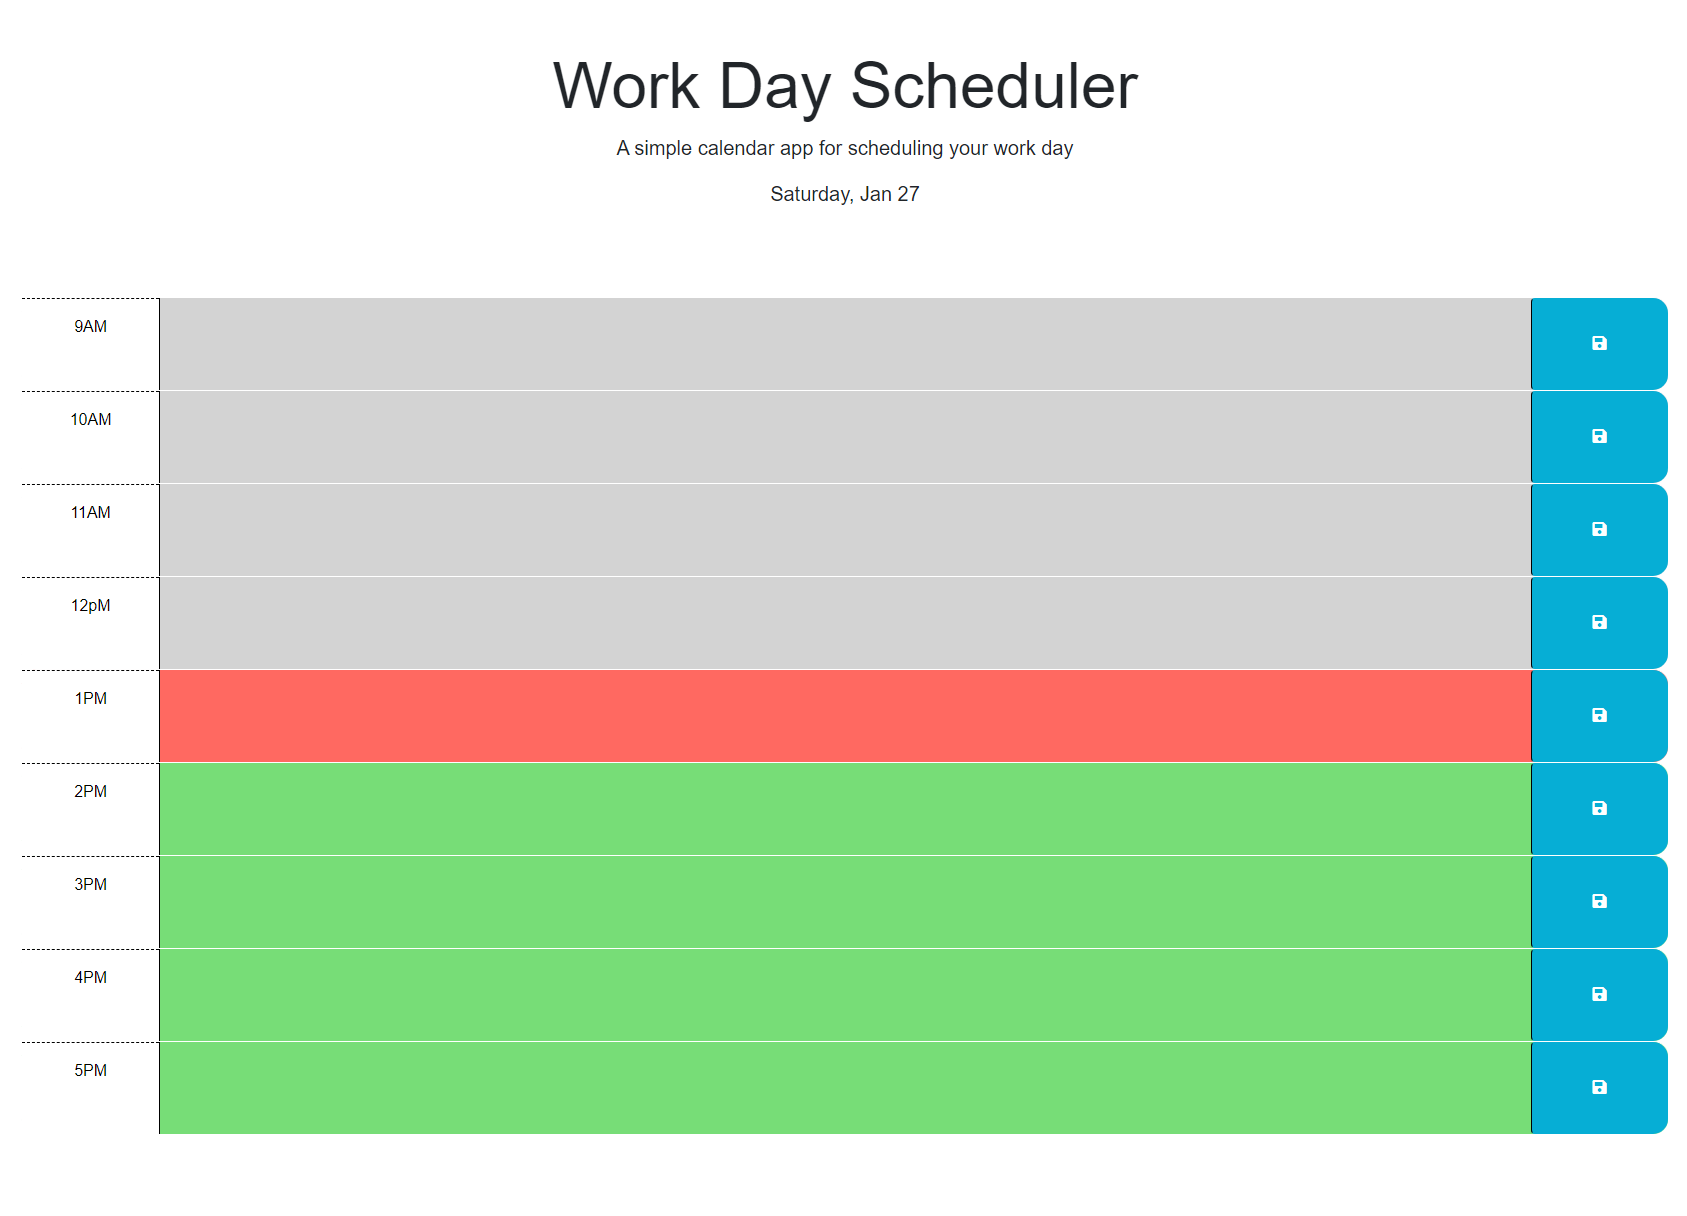 Work Day Scheduler
A simple calendar app for scheduling your work day
Saturday, Jan 27
9AM
10AM
11AM
12pM
1PM
2PM
3PM
4PM
5PM